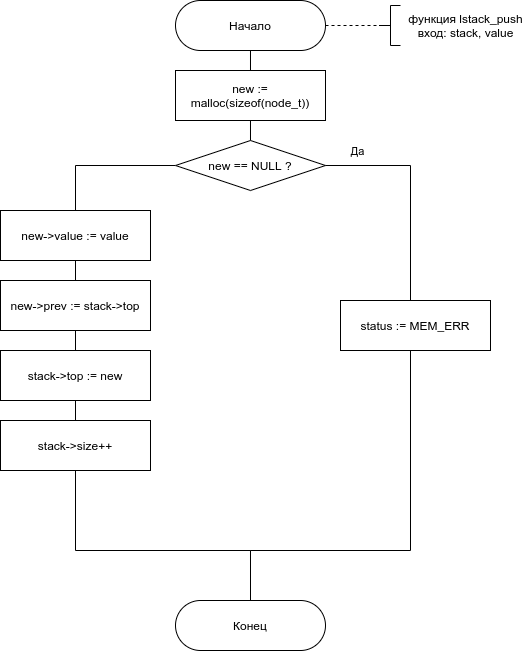 Начало
функция lstack_push
вход: stack, value
new :=
malloc(sizeof(node_t))
new == NULL ?
Да
new->value := value
new->prev := stack->top
status := MEM_ERR
stack->top := new
stack->size++
Конец